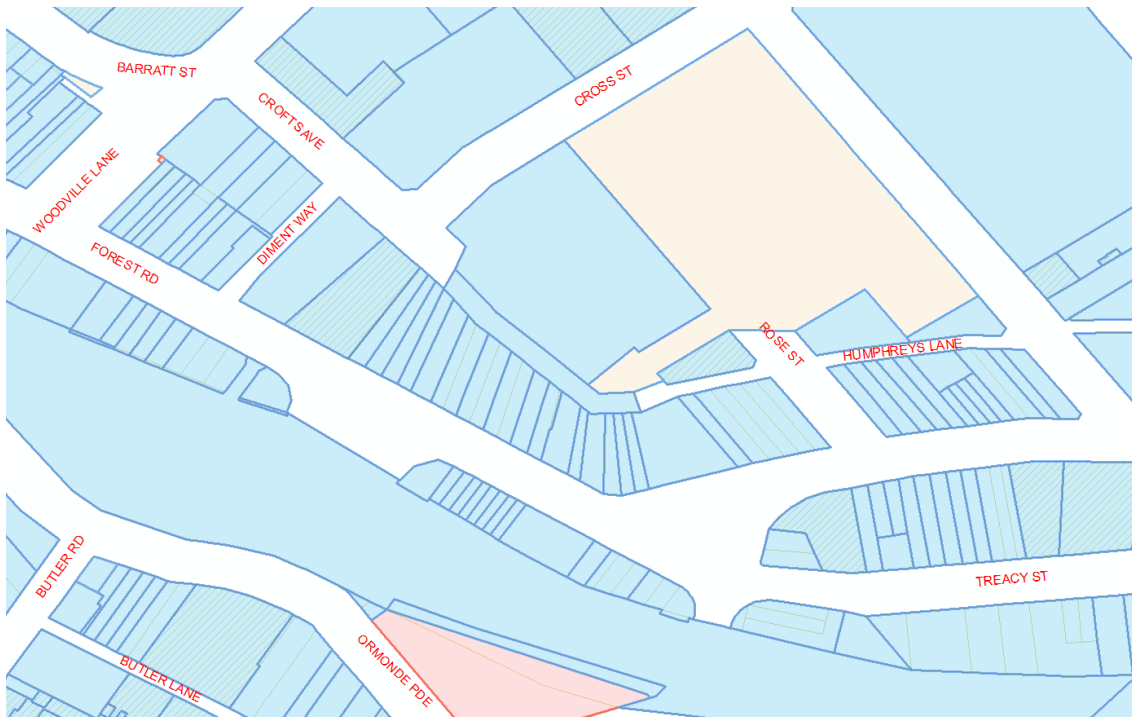 BARRATT ST
CROSS ST
CROFTS AVE
WOODVILLE LANE
DIMENT WAY
FOREST RD
ROSE ST
HUMPHREYS LANE
TREACY ST
BUTLER RD
BUTLER LANE
ORMONDE PDE